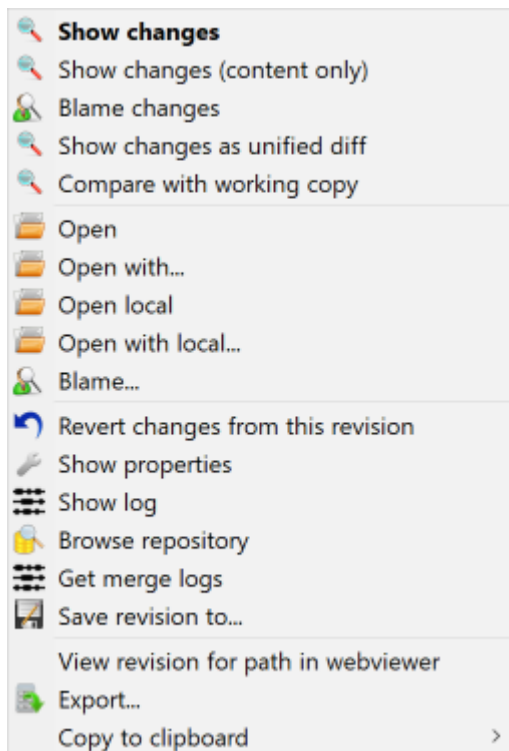 Show changes
Show changes (content only)
Blame changes
Show changes as unified diff
Compare with working copy
Open
Open with...
Open local
Open with local...
Blame...
Revert changes from this revision
Show properties
Show log
Browse repository
Get merge logs
Save revision to...
View revision for path in webviewer
Export...
Copy to clipboard